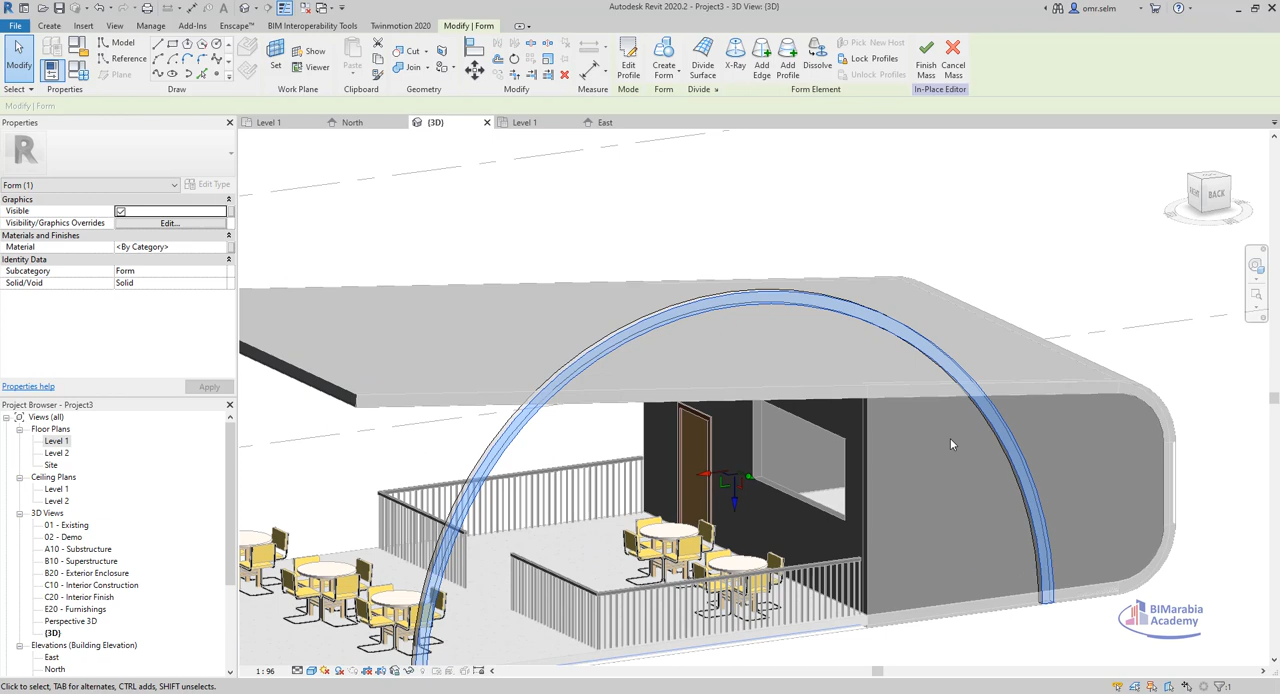 Autodesk Revit 2020.2 - Project3 - 3D View: {3D}
omr.selm
File Create Insert View Manage Add-Ins Enscape™ BIM Interoperability Tools Twinmotion 2020 Modify | Form
Modify
Select
Properties
Model
Reference
Plane
Draw
Set
Show
Viewer
Work Plane
Paste
Clipboard
Cut
Join
Geometry
Modify
Measure
Edit Profile
Mode
Create Form
Form
Divide Surface
Divide
X-Ray
Add Edge
Add Profile
Dissolve
Pick New Host
Lock Profiles
Unlock Profiles
Form Element
Finish Mass
Cancel Mass
In-Place Editor
Modify | Form
Properties
Level 1
North
{3D}
Level 1
East
R
Form (1)
Edit Type
Graphics
Visible
Visibility/Graphics Overrides Edit...
Materials and Finishes
Material <By Category>
Identity Data
Subcategory Form
Solid/Void Solid
BACK
Properties help
Apply
Project Browser - Project3
Views (all)
Floor Plans
Level 1
Level 2
Site
Ceiling Plans
Level 1
Level 2
3D Views
01 - Existing
02 - Demo
A10 - Substructure
B10 - Superstructure
B20 - Exterior Enclosure
C10 - Interior Construction
C20 - Interior Finish
E20 - Furnishings
Perspective 3D
{3D}
Elevations (Building Elevation)
East
North
BIMarabia
Academy
1 : 96
Click to select, TAB for alternates, CTRL adds, SHIFT unselects.
:1